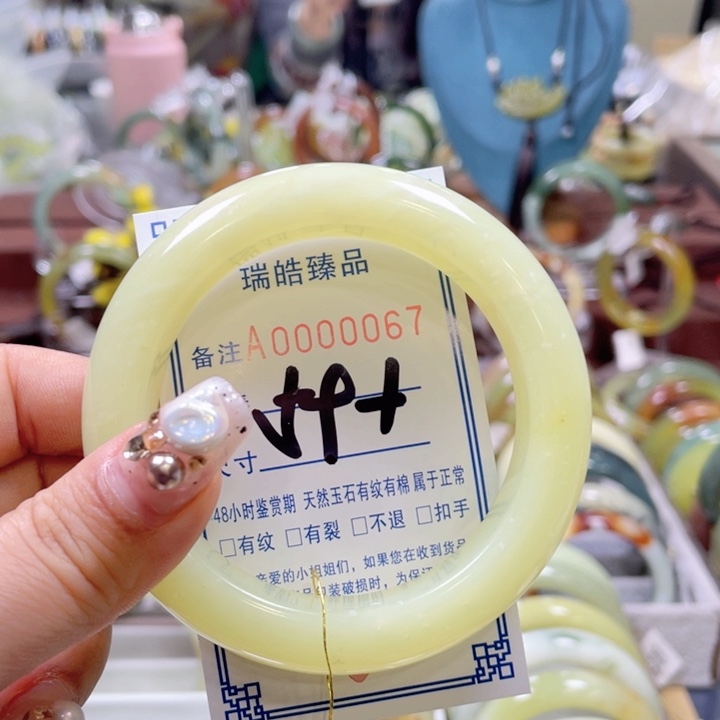 瑞皓臻品
备注A0000067
寸
48小时鉴赏期 天然玉石有纹有棉 属于正常
□有纹 □有裂 □不退 □扣手
亲爱的小姐姐们，如果您在收到货品
装破损时，为保证